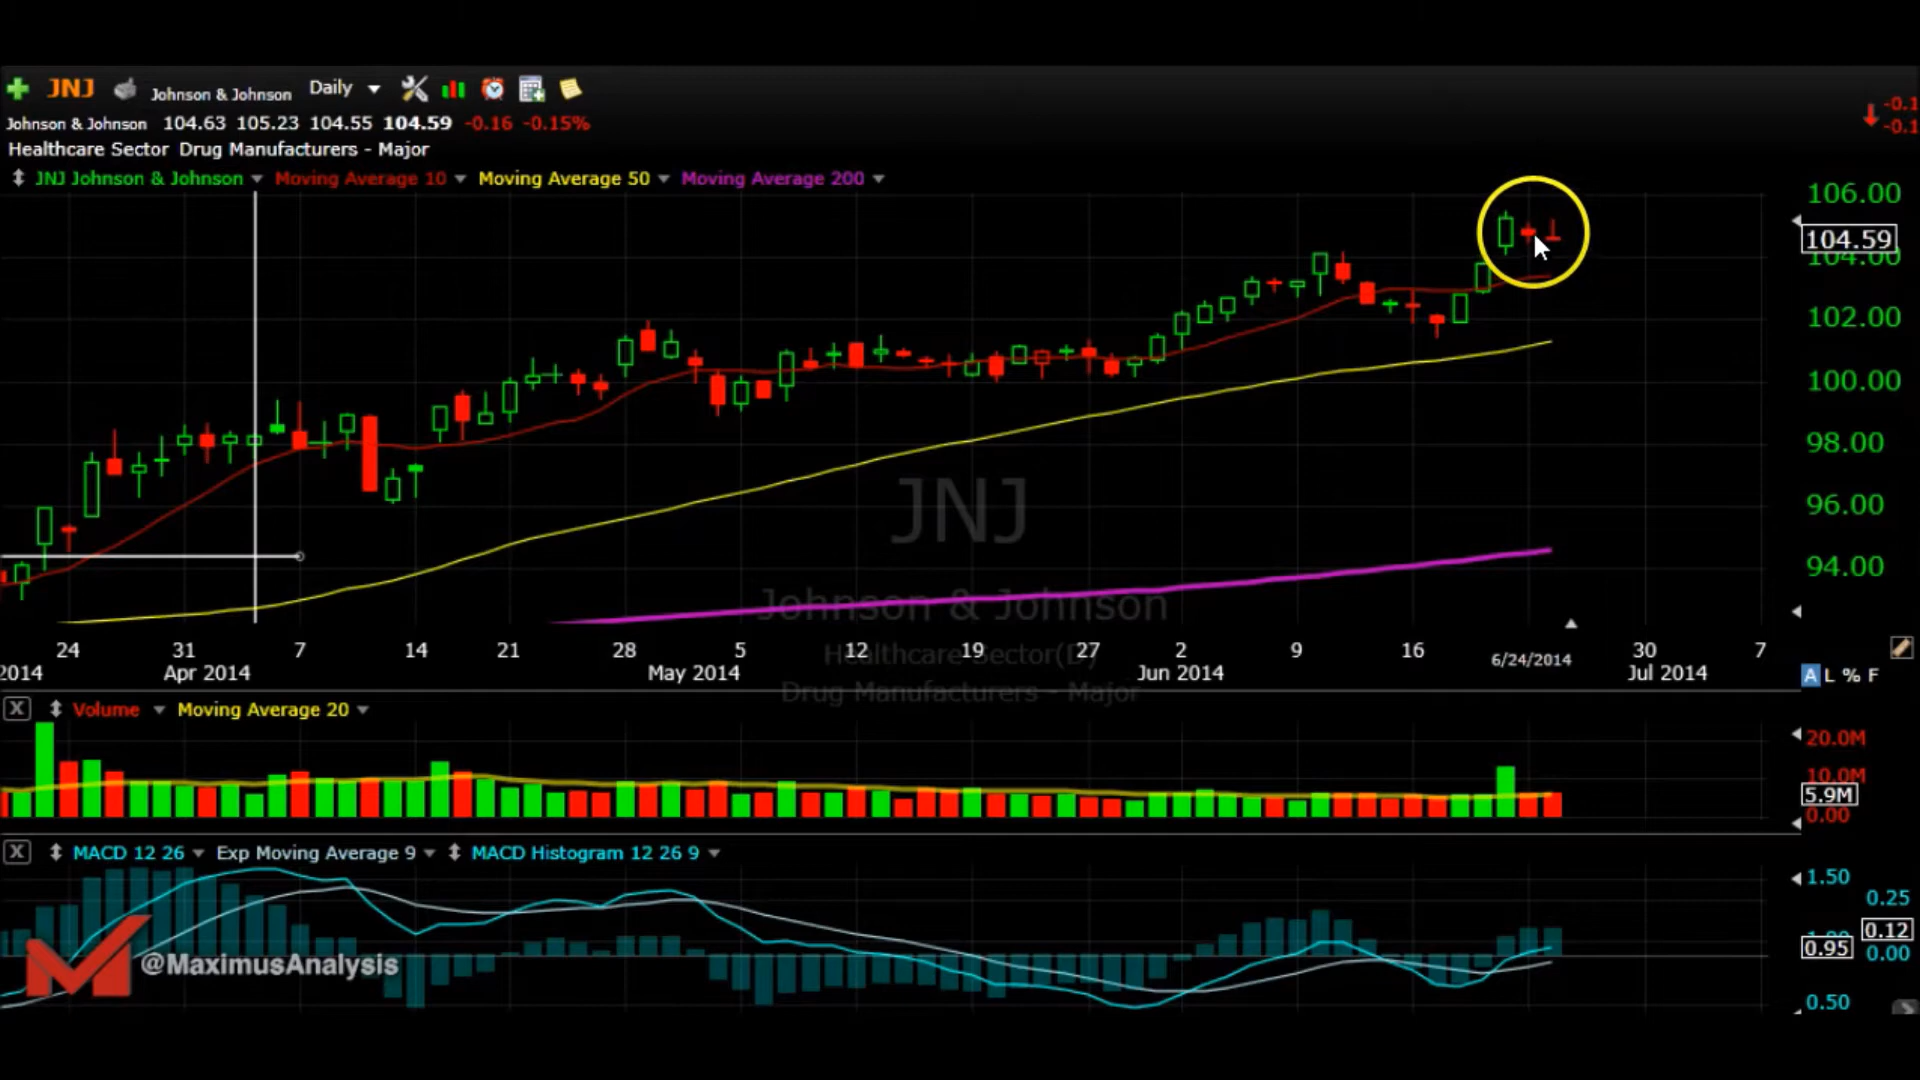 JNJ Johnson & Johnson Daily
Johnson & Johnson 104.63 105.23 104.55 104.59 -0.16 -0.15%
Healthcare Sector Drug Manufacturers - Major
JNJ Johnson & Johnson Moving Average 10 Moving Average 50 Moving Average 200
-0.1
-0.1
106.00
104.59
104.00
102.00
100.00
98.00
96.00
94.00
JNJ
Johnson & Johnson
Healthcare Sector(D)
Drug Manufacturers - Major
24 31 7 14 21 28 5 12 19 27 2 9 16 6/24/2014 30 7
2014 Apr 2014 May 2014 Jun 2014 Jul 2014
A L % F
X Volume Moving Average 20
20.0M
10.0M
5.9M
0.00
X MACD 12 26 Exp Moving Average 9 MACD Histogram 12 26 9
1.50
0.25
0.12
0.95
0.00
0.50
@MaximusAnalysis